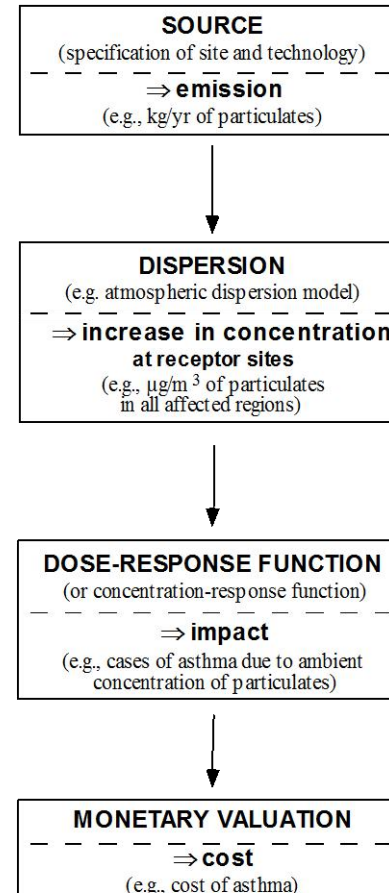 SOURCE
(specification of site and technology)
⇒ emission
(e.g., kg/yr of particulates)
DISPERSION
(e.g. atmospheric dispersion model)
⇒ increase in concentration
at receptor sites
(e.g., µg/m³ of particulates
in all affected regions)
DOSE-RESPONSE FUNCTION
(or concentration-response function)
⇒ impact
(e.g., cases of asthma due to ambient
concentration of particulates)
MONETARY VALUATION
⇒ cost
(e.g., cost of asthma)